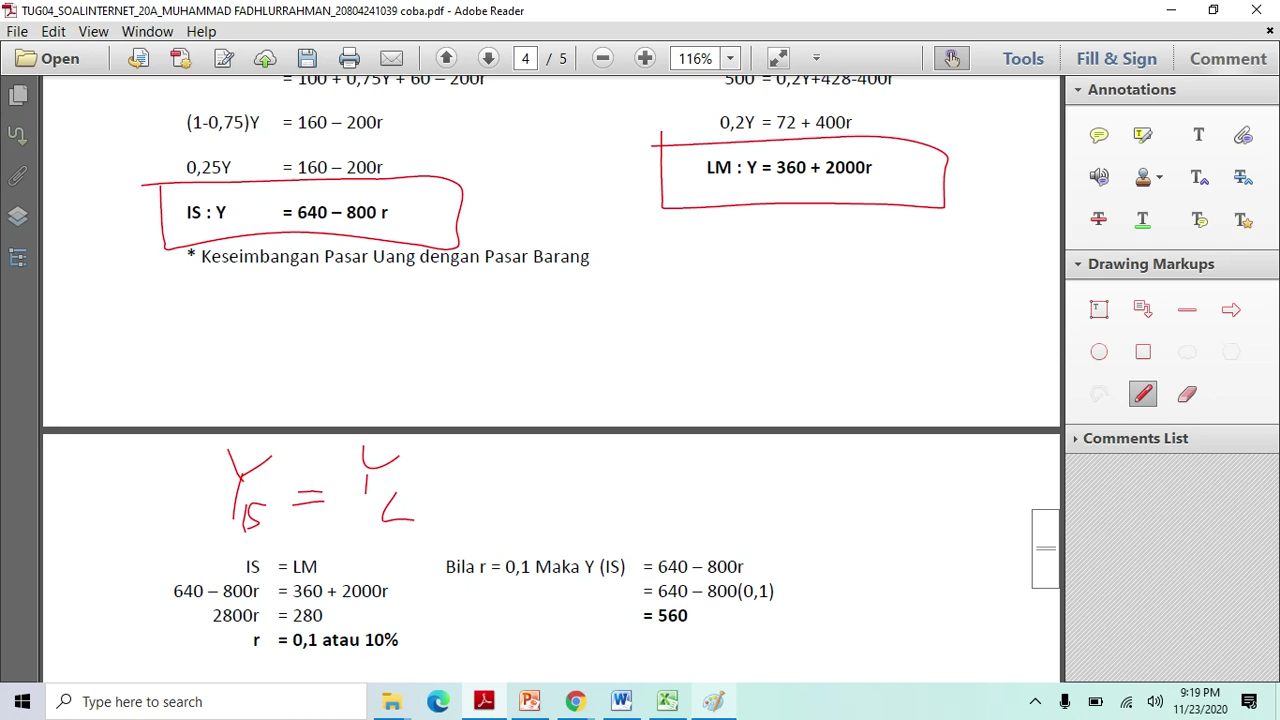 TUG04_SOALINTERNET_20A_MUHAMMAD FADHLURRAHMAN_20804241039 coba.pdf - Adobe Reader
File Edit View Window Help
Open 4 / 5 116% Tools Fill & Sign Comment
= 100 + 0,75Y + 60 – 200r
(1-0,75)Y = 160 – 200r
0,25Y = 160 – 200r
IS : Y = 640 – 800 r
500 = 0,2Y+428-400r
0,2Y = 72 + 400r
LM : Y = 360 + 2000r
* Keseimbangan Pasar Uang dengan Pasar Barang
Y IS = Y L
IS = LM
640 – 800r = 360 + 2000r
2800r = 280
r = 0,1 atau 10%
Bila r = 0,1 Maka Y (IS) = 640 – 800r
= 640 – 800(0,1)
= 560
Annotations
Drawing Markups
Comments List
Type here to search
9:19 PM
11/23/2020